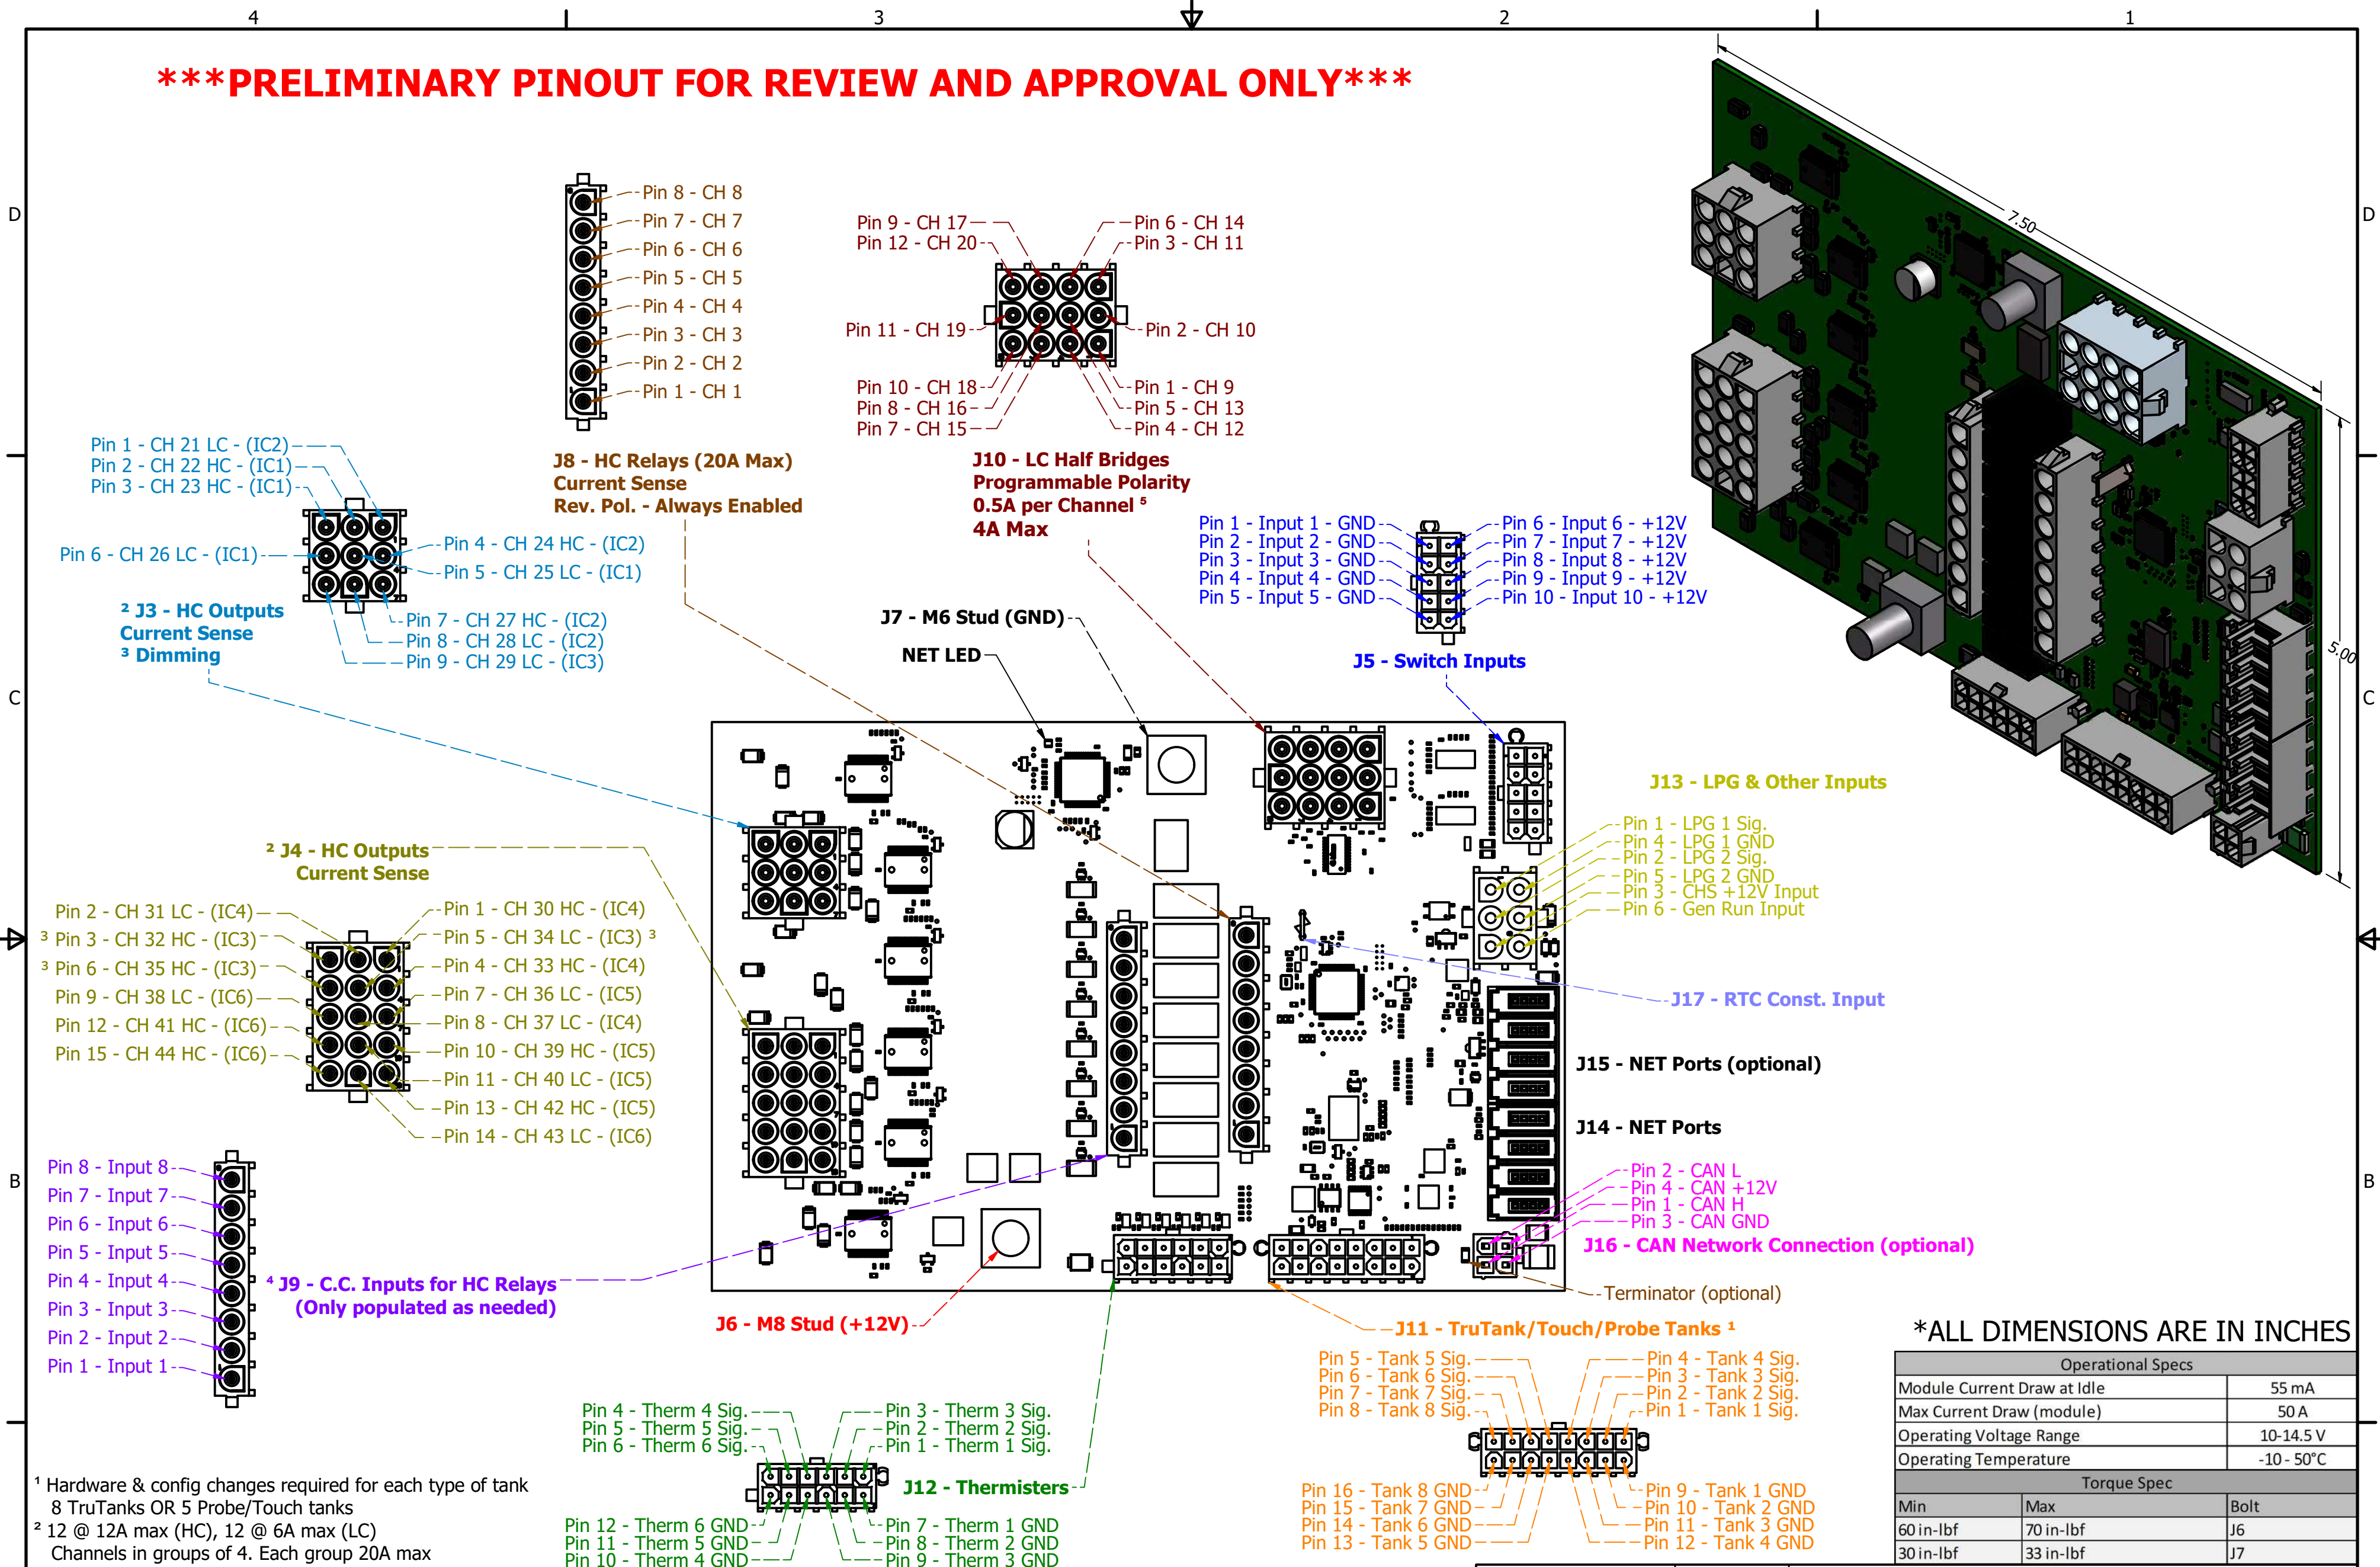 4
3
2
1
***PRELIMINARY PINOUT FOR REVIEW AND APPROVAL ONLY***
D
D
7.50
5.00
Pin 8 - CH 8
Pin 7 - CH 7
Pin 6 - CH 6
Pin 5 - CH 5
Pin 4 - CH 4
Pin 3 - CH 3
Pin 2 - CH 2
Pin 1 - CH 1
J8 - HC Relays (20A Max)
Current Sense
Rev. Pol. - Always Enabled
Pin 9 - CH 17
Pin 12 - CH 20
Pin 11 - CH 19
Pin 10 - CH 18
Pin 8 - CH 16
Pin 7 - CH 15
Pin 6 - CH 14
Pin 3 - CH 11
Pin 2 - CH 10
Pin 1 - CH 9
Pin 5 - CH 13
Pin 4 - CH 12
J10 - LC Half Bridges
Programmable Polarity
0.5A per Channel ⁵
4A Max
Pin 1 - CH 21 LC - (IC2)
Pin 2 - CH 22 HC - (IC1)
Pin 3 - CH 23 HC - (IC1)
Pin 6 - CH 26 LC - (IC1)
Pin 4 - CH 24 HC - (IC2)
Pin 5 - CH 25 LC - (IC1)
Pin 7 - CH 27 HC - (IC2)
Pin 8 - CH 28 LC - (IC2)
Pin 9 - CH 29 LC - (IC3)
² J3 - HC Outputs
Current Sense
³ Dimming
Pin 1 - Input 1 - GND
Pin 2 - Input 2 - GND
Pin 3 - Input 3 - GND
Pin 4 - Input 4 - GND
Pin 5 - Input 5 - GND
Pin 6 - Input 6 - +12V
Pin 7 - Input 7 - +12V
Pin 8 - Input 8 - +12V
Pin 9 - Input 9 - +12V
Pin 10 - Input 10 - +12V
J5 - Switch Inputs
J7 - M6 Stud (GND)
NET LED
C
C
J13 - LPG & Other Inputs
Pin 1 - LPG 1 Sig.
Pin 4 - LPG 1 GND
Pin 2 - LPG 2 Sig.
Pin 5 - LPG 2 GND
Pin 3 - CHS +12V Input
Pin 6 - Gen Run Input
² J4 - HC Outputs
Current Sense
Pin 2 - CH 31 LC - (IC4)
³ Pin 3 - CH 32 HC - (IC3)
³ Pin 6 - CH 35 HC - (IC3)
Pin 9 - CH 38 LC - (IC6)
Pin 12 - CH 41 HC - (IC6)
Pin 15 - CH 44 HC - (IC6)
Pin 1 - CH 30 HC - (IC4)
Pin 5 - CH 34 LC - (IC3) ³
Pin 4 - CH 33 HC - (IC4)
Pin 7 - CH 36 LC - (IC5)
Pin 8 - CH 37 LC - (IC4)
Pin 10 - CH 39 HC - (IC5)
Pin 11 - CH 40 LC - (IC5)
Pin 13 - CH 42 HC - (IC5)
Pin 14 - CH 43 LC - (IC6)
J17 - RTC Const. Input
J15 - NET Ports (optional)
J14 - NET Ports
B
B
Pin 2 - CAN L
Pin 4 - CAN +12V
Pin 1 - CAN H
Pin 3 - CAN GND
J16 - CAN Network Connection (optional)
Terminator (optional)
Pin 8 - Input 8
Pin 7 - Input 7
Pin 6 - Input 6
Pin 5 - Input 5
Pin 4 - Input 4
Pin 3 - Input 3
Pin 2 - Input 2
Pin 1 - Input 1
⁴ J9 - C.C. Inputs for HC Relays
(Only populated as needed)
J6 - M8 Stud (+12V)
J11 - TruTank/Touch/Probe Tanks ¹
Pin 5 - Tank 5 Sig.
Pin 6 - Tank 6 Sig.
Pin 7 - Tank 7 Sig.
Pin 8 - Tank 8 Sig.
Pin 4 - Tank 4 Sig.
Pin 3 - Tank 3 Sig.
Pin 2 - Tank 2 Sig.
Pin 1 - Tank 1 Sig.
Pin 16 - Tank 8 GND
Pin 15 - Tank 7 GND
Pin 14 - Tank 6 GND
Pin 13 - Tank 5 GND
Pin 9 - Tank 1 GND
Pin 10 - Tank 2 GND
Pin 11 - Tank 3 GND
Pin 12 - Tank 4 GND
Pin 4 - Therm 4 Sig.
Pin 5 - Therm 5 Sig.
Pin 6 - Therm 6 Sig.
Pin 3 - Therm 3 Sig.
Pin 2 - Therm 2 Sig.
Pin 1 - Therm 1 Sig.
J12 - Thermisters
Pin 12 - Therm 6 GND
Pin 11 - Therm 5 GND
Pin 10 - Therm 4 GND
Pin 7 - Therm 1 GND
Pin 8 - Therm 2 GND
Pin 9 - Therm 3 GND
*ALL DIMENSIONS ARE IN INCHES
Operational Specs
Module Current Draw at Idle 55 mA
Max Current Draw (module) 50 A
Operating Voltage Range 10-14.5 V
Operating Temperature -10 - 50°C
Torque Spec
Min Max Bolt
60 in-lbf 70 in-lbf J6
30 in-lbf 33 in-lbf J7
¹ Hardware & config changes required for each type of tank
8 TruTanks OR 5 Probe/Touch tanks
² 12 @ 12A max (HC), 12 @ 6A max (LC)
Channels in groups of 4. Each group 20A max